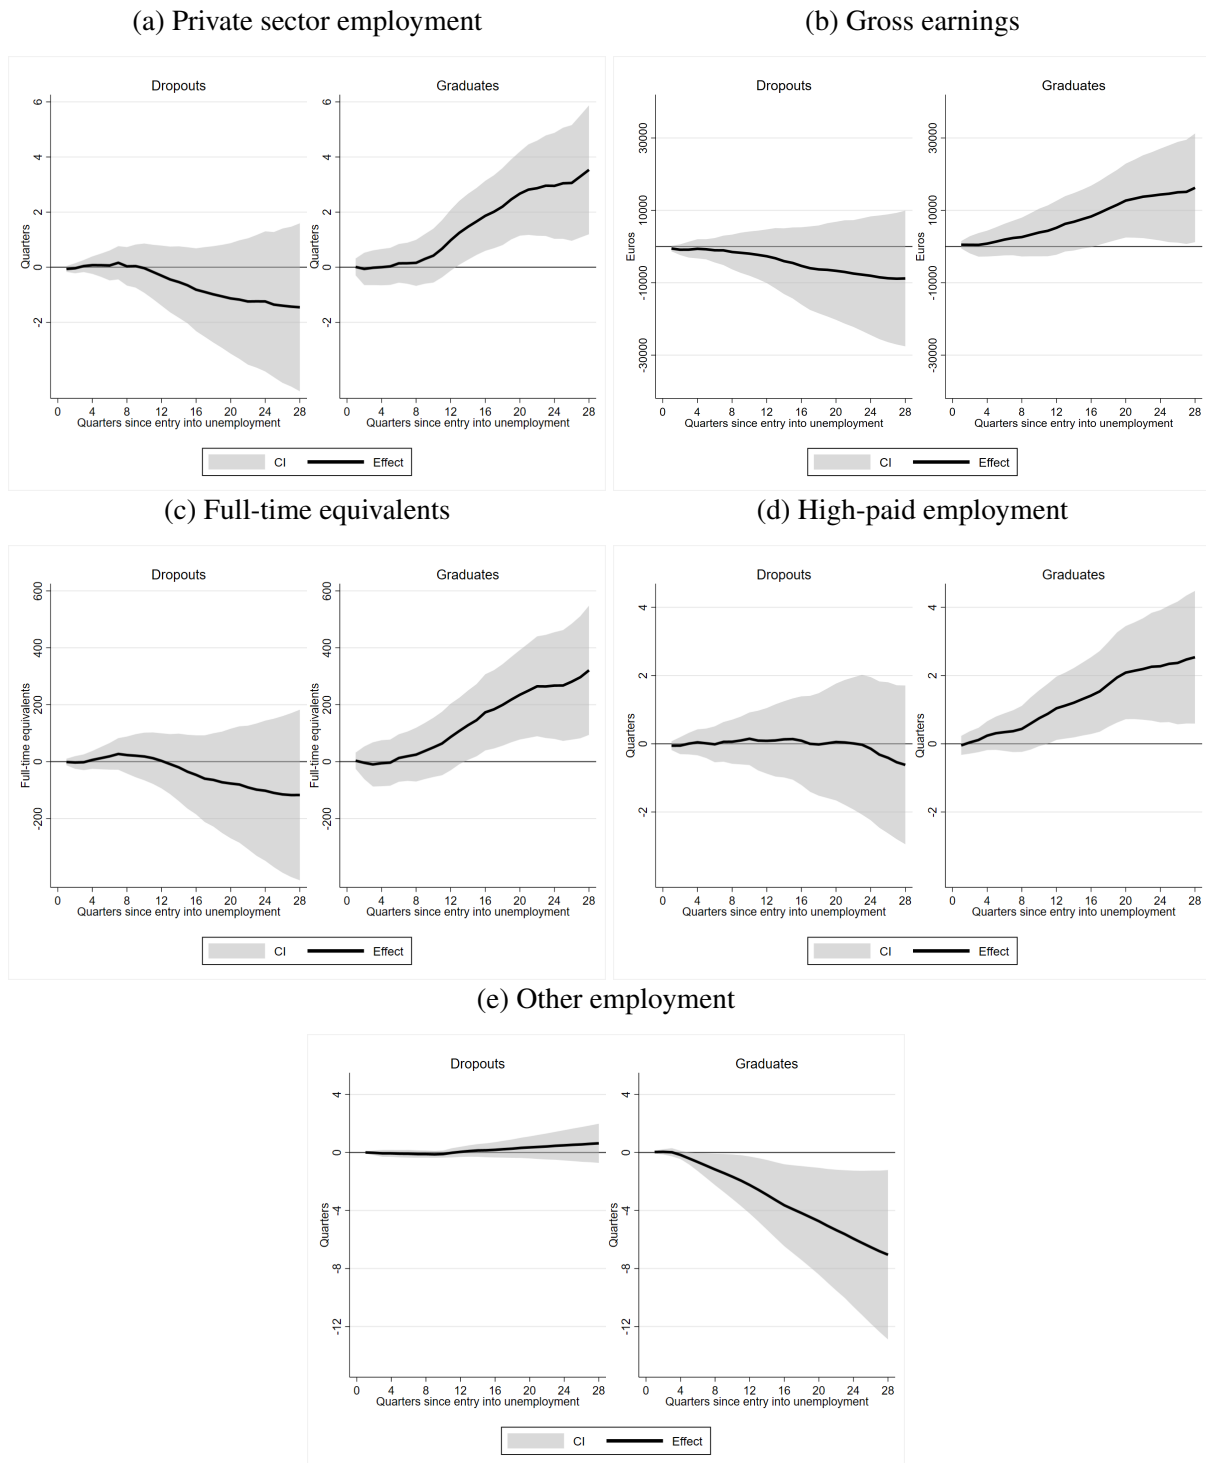 (a) Private sector employment
Dropouts
Graduates
Quarters
6
4
2
0
-2
0 4 8 12 16 20 24 28
Quarters since entry into unemployment
Quarters
6
4
2
0
-2
0 4 8 12 16 20 24 28
Quarters since entry into unemployment
CI Effect
(b) Gross earnings
Dropouts
Graduates
Euros
30000
10000
-10000
-30000
0 4 8 12 16 20 24 28
Quarters since entry into unemployment
Euros
30000
10000
-10000
-30000
0 4 8 12 16 20 24 28
Quarters since entry into unemployment
CI Effect
(c) Full-time equivalents
Dropouts
Graduates
Full-time equivalents
600
400
200
0
-200
0 4 8 12 16 20 24 28
Quarters since entry into unemployment
Full-time equivalents
600
400
200
0
-200
0 4 8 12 16 20 24 28
Quarters since entry into unemployment
CI Effect
(d) High-paid employment
Dropouts
Graduates
Quarters
4
2
0
-2
0 4 8 12 16 20 24 28
Quarters since entry into unemployment
Quarters
4
2
0
-2
0 4 8 12 16 20 24 28
Quarters since entry into unemployment
CI Effect
(e) Other employment
Dropouts
Graduates
Quarters
4
0
-4
-8
-12
0 4 8 12 16 20 24 28
Quarters since entry into unemployment
Quarters
4
0
-4
-8
-12
0 4 8 12 16 20 24 28
Quarters since entry into unemployment
CI Effect